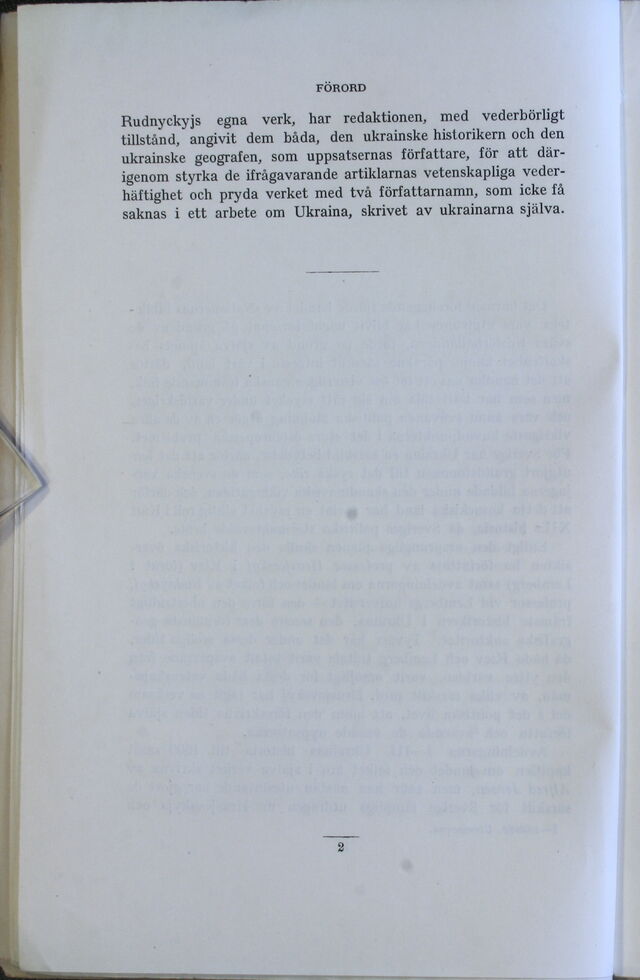 FÖRORD
Rudnyckyjs egna verk, har redaktionen, med vederbörligt
tillstånd, angivit dem båda, den ukrainske historikern och den
ukrainske geografen, som uppsatsernas författare, för att där-
igenom styrka de ifrågavarande artiklarnas vetenskapliga veder-
häftighet och pryda verket med två författarnamn, som icke få
saknas i ett arbete om Ukraina, skrivet av ukrainarna själva.
2